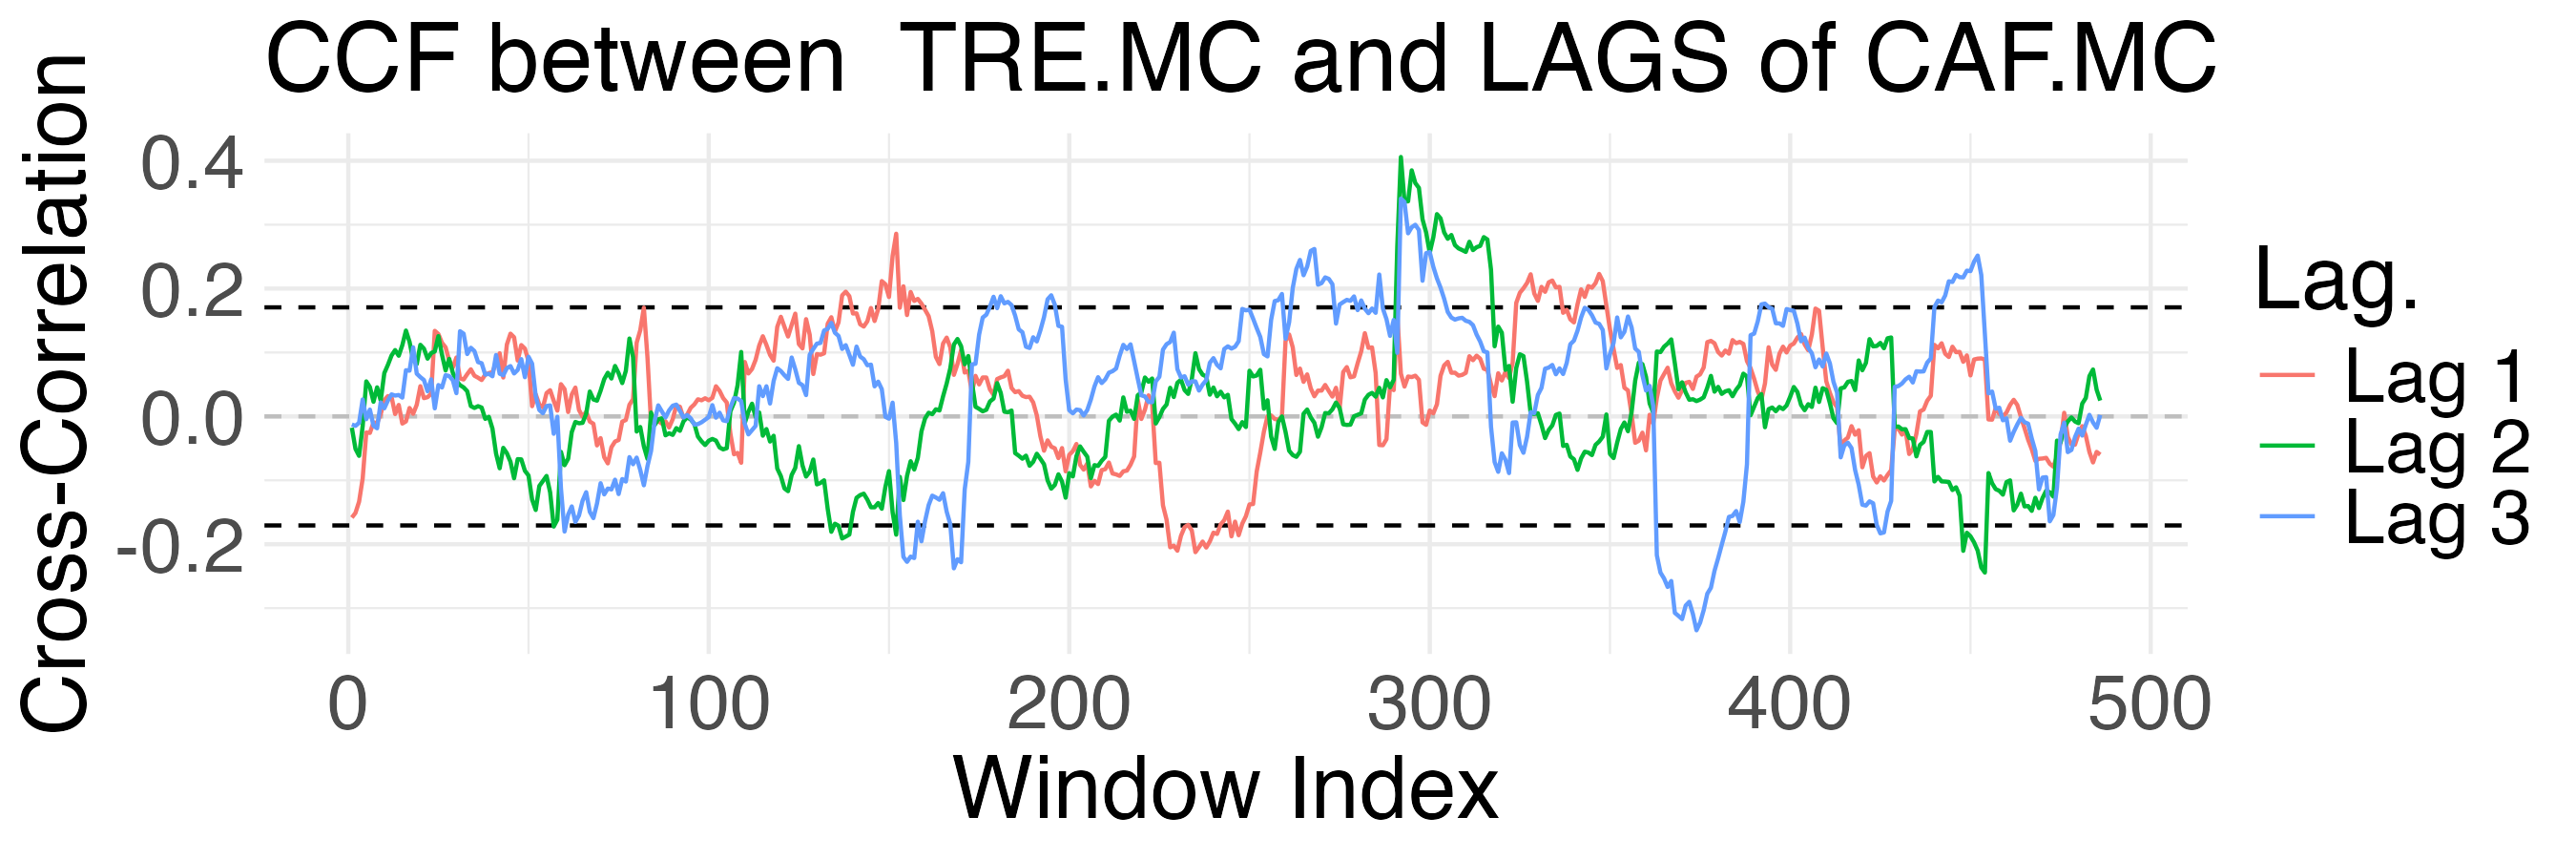 CCF between  TRE.MC and LAGS of CAF.MC
Cross-Correlation
0.4
0.2
0.0
-0.2
0 100 200 300 400 500
Window Index
Lag.
Lag 1
Lag 2
Lag 3